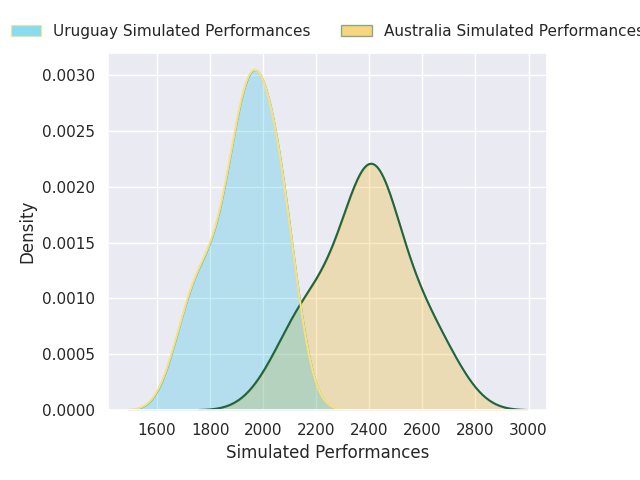 Uruguay Simulated Performances Australia Simulated Performances
0.0030
0.0025
0.0020
0.0015
0.0010
0.0005
0.0000
Density
1600 1800 2000 2200 2400 2600 2800 3000
Simulated Performances